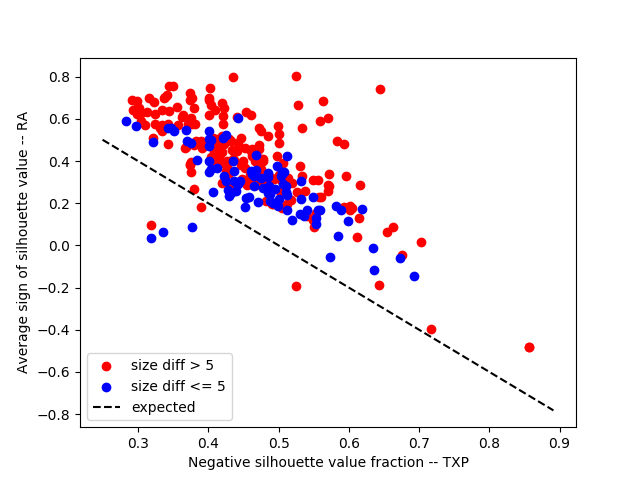 0.8
0.6
0.4
0.2
0.0
−0.2
−0.4
−0.6
−0.8
Average sign of silhouette value -- RA
size diff > 5
size diff <= 5
expected
0.3 0.4 0.5 0.6 0.7 0.8 0.9
Negative silhouette value fraction -- TXP